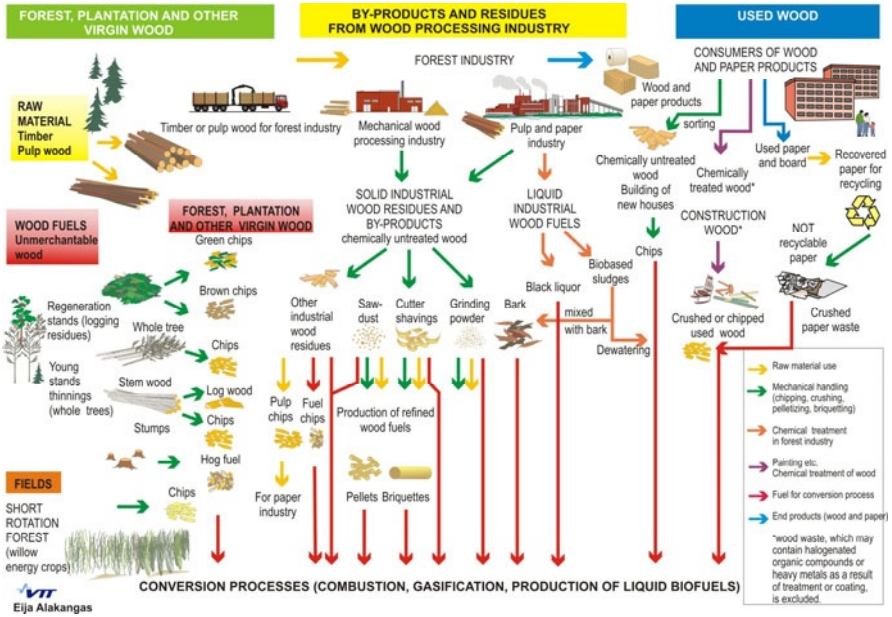 FOREST, PLANTATION AND OTHER
VIRGIN WOOD
BY-PRODUCTS AND RESIDUES
FROM WOOD PROCESSING INDUSTRY
USED WOOD
FOREST INDUSTRY
CONSUMERS OF WOOD
AND PAPER PRODUCTS
RAW
MATERIAL
Timber
Pulp wood
Timber or pulp wood for forest industry
Mechanical wood
processing industry
Pulp and paper
industry
Wood and
paper products
sorting
Chemically untreated
wood
Building of
new houses
Chemically
treated wood*
Used paper
and board
Recovered
paper for
recycling
WOOD FUELS
Unmerchantable
wood
FOREST, PLANTATION
AND OTHER VIRGIN WOOD
Green chips
SOLID INDUSTRIAL
WOOD RESIDUES AND
BY-PRODUCTS
chemically untreated wood
LIQUID
INDUSTRIAL
WOOD FUELS
Chips
CONSTRUCTION
WOOD*
NOT
recyclable
paper
Regeneration
stands (logging
residues)
Brown chips
Whole tree
Chips
Young
stands
thinnings
(whole trees)
Stem wood
Log wood
Chips
Stumps
Hog fuel
Other
industrial
wood
residues
Saw-
dust
Cutter
shavings
Grinding
powder
Bark
Black liquor
Biobased
sludges
mixed
with bark
Dewatering
Crushed or chipped
used wood
Crushed
paper waste
Pulp
chips
Fuel
chips
Production of refined
wood fuels
For paper
industry
Pellets
Briquettes
FIELDS
SHORT
ROTATION
FOREST
(willow
energy crops)
Chips
Raw material use
Mechanical handling
(chipping, crushing,
pelletizing, briquetting)
Chemical treatment
in forest industry
Painting etc.
Chemical treatment of wood
Fuel for conversion process
End products (wood and paper)
*wood waste, which may
contain halogenated
organic compounds or
heavy metals as a result
of treatment or coating,
is excluded.
CONVERSION PROCESSES (COMBUSTION, GASIFICATION, PRODUCTION OF LIQUID BIOFUELS)
VTT
Eija Alakangas